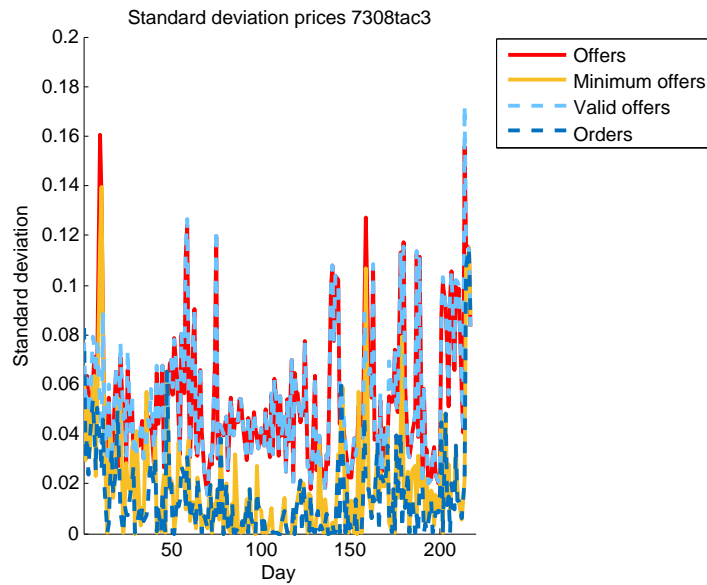 Standard deviation prices 7308tac3
0.2
0.18
0.16
0.14
0.12
0.1
0.08
0.06
0.04
0.02
0
Standard deviation
50
100
150
200
Day
Offers
Minimum offers
Valid offers
Orders